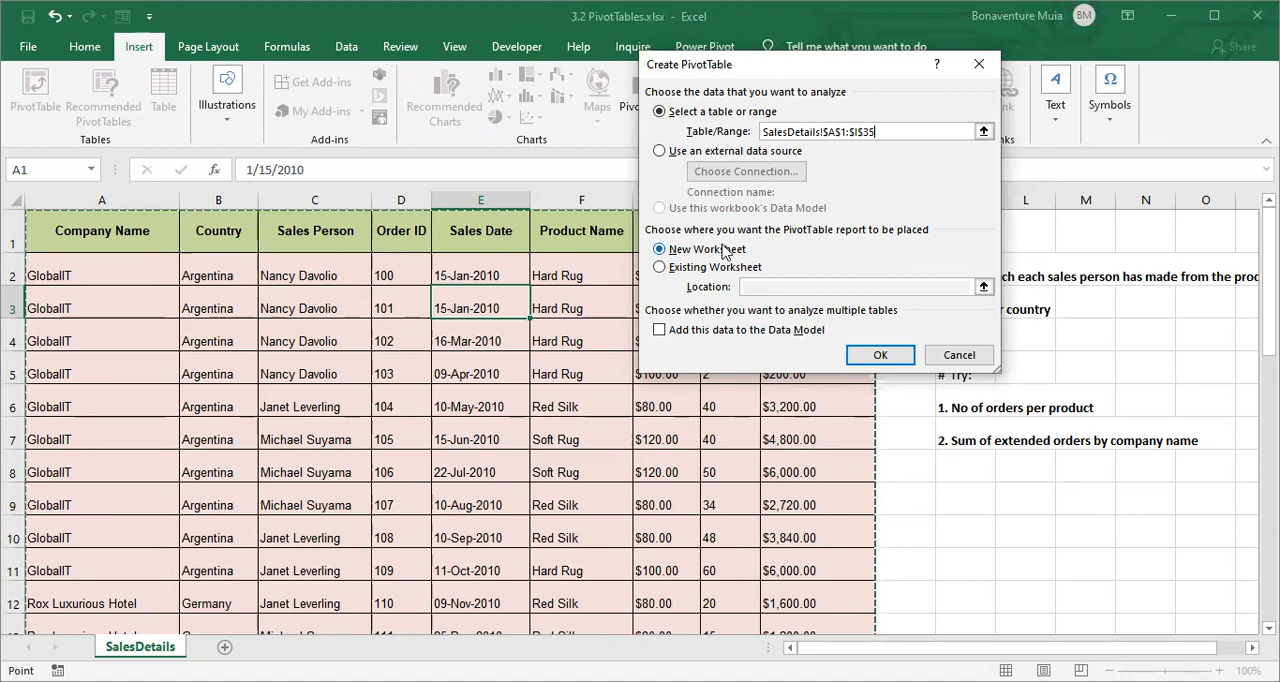 3.2 PivotTables.xlsx - Excel
Bonaventure Muia BM
File Home Insert Page Layout Formulas Data Review View Developer Help Inquire Power Pivot Tell me what you want to do Share
PivotTable Recommended PivotTables Table
Tables
Illustrations
Get Add-ins
My Add-ins
Add-ins
Recommended Charts
Maps
Charts
Text
Symbols
Create PivotTable
Choose the data that you want to analyze
Select a table or range
Table/Range: SalesDetails!$A$1:$I$35
Use an external data source
Choose Connection...
Connection name:
Use this workbook's Data Model
Choose where you want the PivotTable report to be placed
New Worksheet
Existing Worksheet
Location:
Choose whether you want to analyze multiple tables
Add this data to the Data Model
OK Cancel
A1 fx 1/15/2010
A B C D E F L M N O
1 Company Name Country Sales Person Order ID Sales Date Product Name
2 GlobalIT Argentina Nancy Davolio 100 15-Jan-2010 Hard Rug ch each sales person has made from the prod
3 GlobalIT Argentina Nancy Davolio 101 15-Jan-2010 Hard Rug country
4 GlobalIT Argentina Nancy Davolio 102 16-Mar-2010 Hard Rug
5 GlobalIT Argentina Nancy Davolio 103 09-Apr-2010 Hard Rug $100.00 2 $200.00 # Try:
6 GlobalIT Argentina Janet Leverling 104 10-May-2010 Red Silk $80.00 40 $3,200.00 1. No of orders per product
7 GlobalIT Argentina Michael Suyama 105 15-Jun-2010 Soft Rug $120.00 40 $4,800.00 2. Sum of extended orders by company name
8 GlobalIT Argentina Michael Suyama 106 22-Jul-2010 Soft Rug $120.00 50 $6,000.00
9 GlobalIT Argentina Michael Suyama 107 10-Aug-2010 Red Silk $80.00 34 $2,720.00
10 GlobalIT Argentina Janet Leverling 108 10-Sep-2010 Red Silk $80.00 48 $3,840.00
11 GlobalIT Argentina Janet Leverling 109 11-Oct-2010 Hard Rug $100.00 60 $6,000.00
12 Rox Luxurious Hotel Germany Janet Leverling 110 09-Nov-2010 Red Silk $80.00 20 $1,600.00
SalesDetails
Point 100%